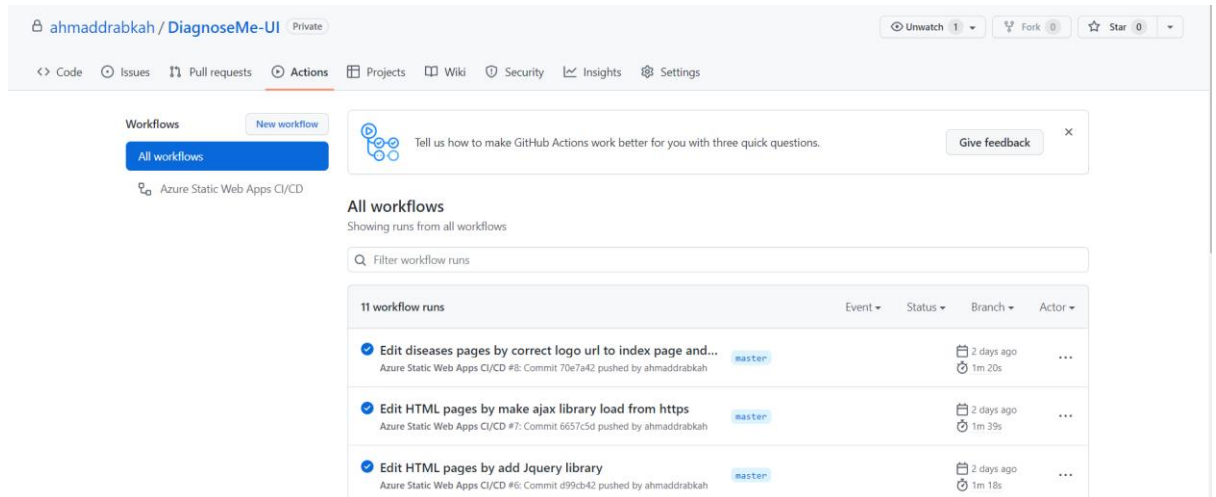 ahmaddrabkah / DiagnoseMe-UI Private
Unwatch 1 Fork 0 Star 0
<> Code Issues Pull requests Actions Projects Wiki Security Insights Settings
Workflows New workflow
All workflows
Azure Static Web Apps CI/CD
Tell us how to make GitHub Actions work better for you with three quick questions. Give feedback
All workflows
Showing runs from all workflows
Filter workflow runs
11 workflow runs Event Status Branch Actor
Edit diseases pages by correct logo url to index page and... master 2 days ago
Azure Static Web Apps CI/CD #8: Commit 70e7a42 pushed by ahmaddrabkah 1m 20s
Edit HTML pages by make ajax library load from https master 2 days ago
Azure Static Web Apps CI/CD #7: Commit 6657c5d pushed by ahmaddrabkah 1m 39s
Edit HTML pages by add Jquery library master 2 days ago
Azure Static Web Apps CI/CD #6: Commit d99cb42 pushed by ahmaddrabkah 1m 18s